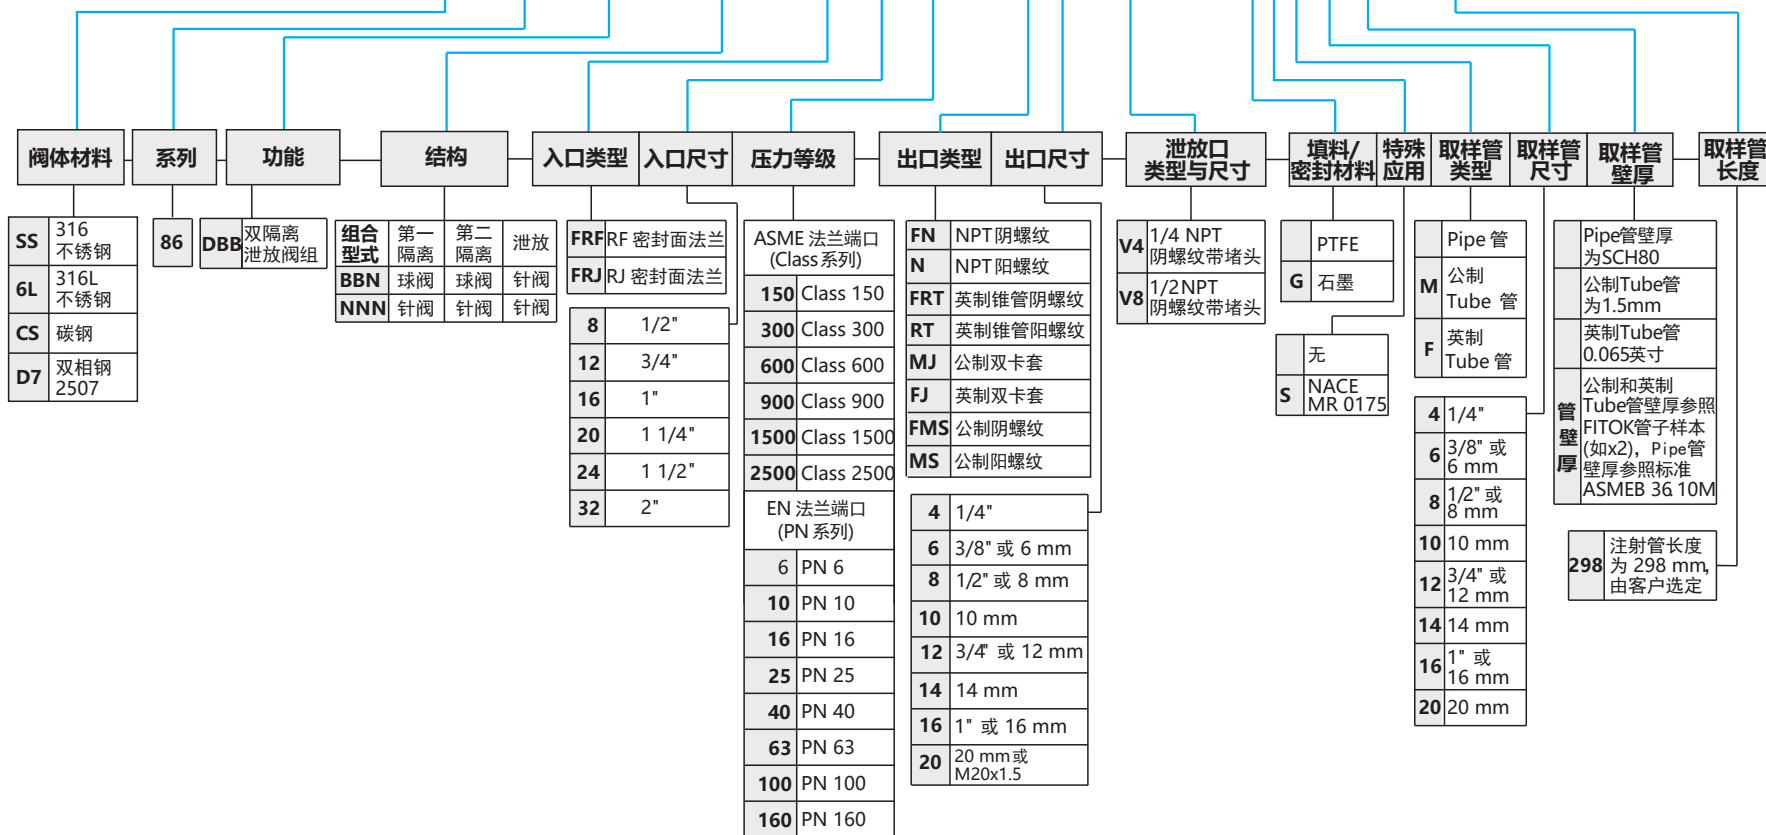 阀体材料
系列
功能
结构
入口类型
入口尺寸
压力等级
出口类型
出口尺寸
泄放口
类型与尺寸
填料/
密封材料
特殊
应用
取样管
类型
取样管
尺寸
取样管
壁厚
取样管
长度
SS 316
不锈钢
6L 316L
不锈钢
CS 碳钢
D7 双相钢
2507
86
DBB 双隔离
泄放阀组
组合
型式
第一
隔离
第二
隔离
泄放
BBN 球阀 球阀 针阀
NNN 针阀 针阀 针阀
FRF RF 密封面法兰
FRJ RJ 密封面法兰
8 1/2"
12 3/4"
16 1"
20 1 1/4"
24 1 1/2"
32 2"
ASME 法兰端口
(Class系列)
150 Class 150
300 Class 300
600 Class 600
900 Class 900
1500 Class 1500
2500 Class 2500
EN 法兰端口
(PN 系列)
6 PN 6
10 PN 10
16 PN 16
25 PN 25
40 PN 40
63 PN 63
100 PN 100
160 PN 160
FN NPT阴螺纹
N NPT阳螺纹
FRT 英制锥管阴螺纹
RT 英制锥管阳螺纹
MJ 公制双卡套
FJ 英制双卡套
FMS 公制阴螺纹
MS 公制阳螺纹
4 1/4"
6 3/8" 或 6 mm
8 1/2" 或 8 mm
10 10 mm
12 3/4" 或 12 mm
14 14 mm
16 1" 或 16 mm
20 20 mm或
M20x1.5
V4 1/4 NPT
阴螺纹带堵头
V8 1/2NPT
阴螺纹带堵头
PTFE
G 石墨
无
S NACE
MR 0175
Pipe 管
M 公制
Tube 管
F 英制
Tube 管
4 1/4"
6 3/8" 或
6 mm
8 1/2" 或
8 mm
10 10 mm
12 3/4" 或
12 mm
14 14 mm
16 1" 或
16 mm
20 20 mm
Pipe管壁厚
为SCH80
公制Tube管
为1.5mm
英制Tube管
0.065英寸
管
壁
厚
公制和英制
Tube管壁厚参照
FITOK管子样本
(如x2)，Pipe管
壁厚参照标准
ASMEB 36.10M
298 注射管长度
为 298 mm,
由客户选定